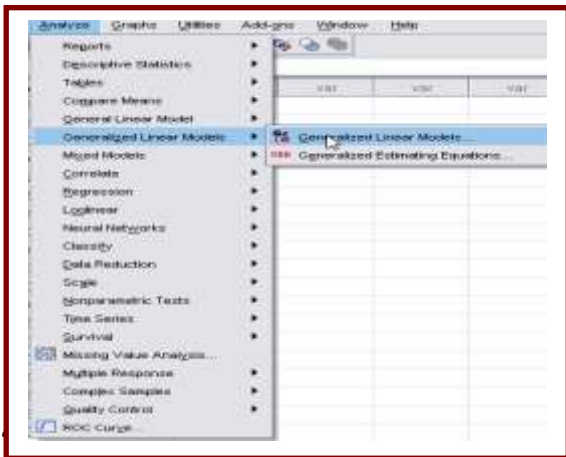 Analyze Graphs Utilities Add-ons Window Help
Reports
Descriptive Statistics
Tables
var var var
Compare Means
General Linear Model
Generalized Linear Models
Generalized Linear Models...
Mixed Models
Generalized Estimating Equations...
Correlate
Regression
Loglinear
Neural Networks
Classify
Data Reduction
Scale
Nonparametric Tests
Time Series
Survival
Missing Value Analysis...
Multiple Response
Complex Samples
Quality Control
ROC Curve...